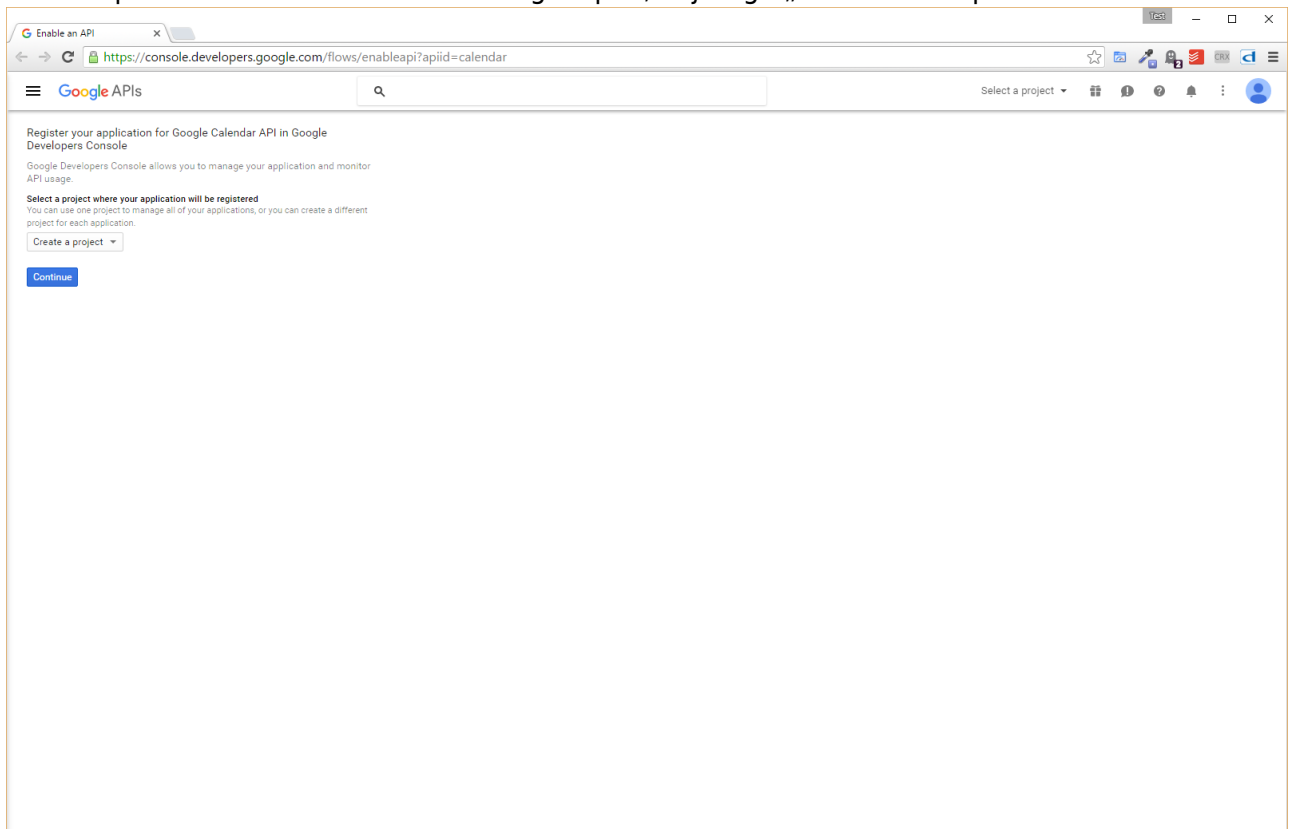 Test
Enable an API
https://console.developers.google.com/flows/enableapi?apiid=calendar
2
CRX
Google APIs
Select a project
Register your application for Google Calendar API in Google
Developers Console
Google Developers Console allows you to manage your application and monitor
API usage.
Select a project where your application will be registered
You can use one project to manage all of your applications, or you can create a different
project for each application.
Create a project
Continue